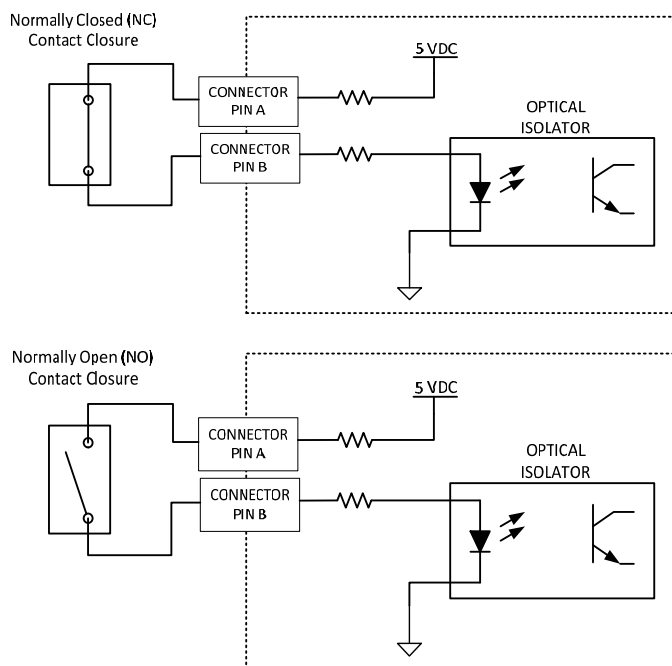 Normally Closed (NC)
Contact Closure
5 VDC
CONNECTOR
PIN A
OPTICAL
ISOLATOR
CONNECTOR
PIN B
Normally Open (NO)
Contact Closure
5 VDC
CONNECTOR
PIN A
OPTICAL
ISOLATOR
CONNECTOR
PIN B